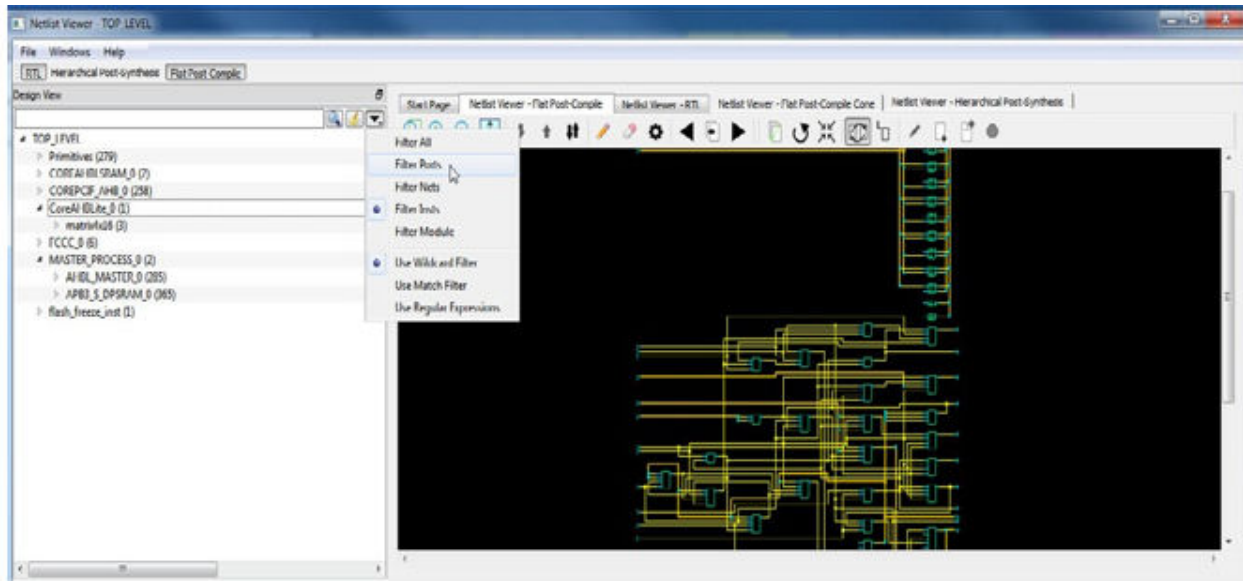 Netlist Viewer - TOP_LEVEL
File Windows Help
RTL Hierarchical Post-Synthesis Flat Post-Compile
Design View
Start Page Netlist Viewer - Flat Post-Compile Netlist Viewer - RTL Netlist Viewer - Flat Post-Compile Cone Netlist Viewer - Hierarchical Post-Synthesis
TOP_LEVEL
Primitives (279)
COREAHBLSRAM_0 (7)
COREPCIF_AHB_0 (258)
CoreAHBLite_0 (1)
matrix4x16 (3)
FCCC_0 (6)
MASTER_PROCESS_0 (2)
AHBL_MASTER_0 (285)
APB3_S_DPSRAM_0 (365)
flash_freeze_inst (1)
Filter All
Filter Ports
Filter Nets
Filter Insts
Filter Module
Use Wildcard Filter
Use Match Filter
Use Regular Expressions